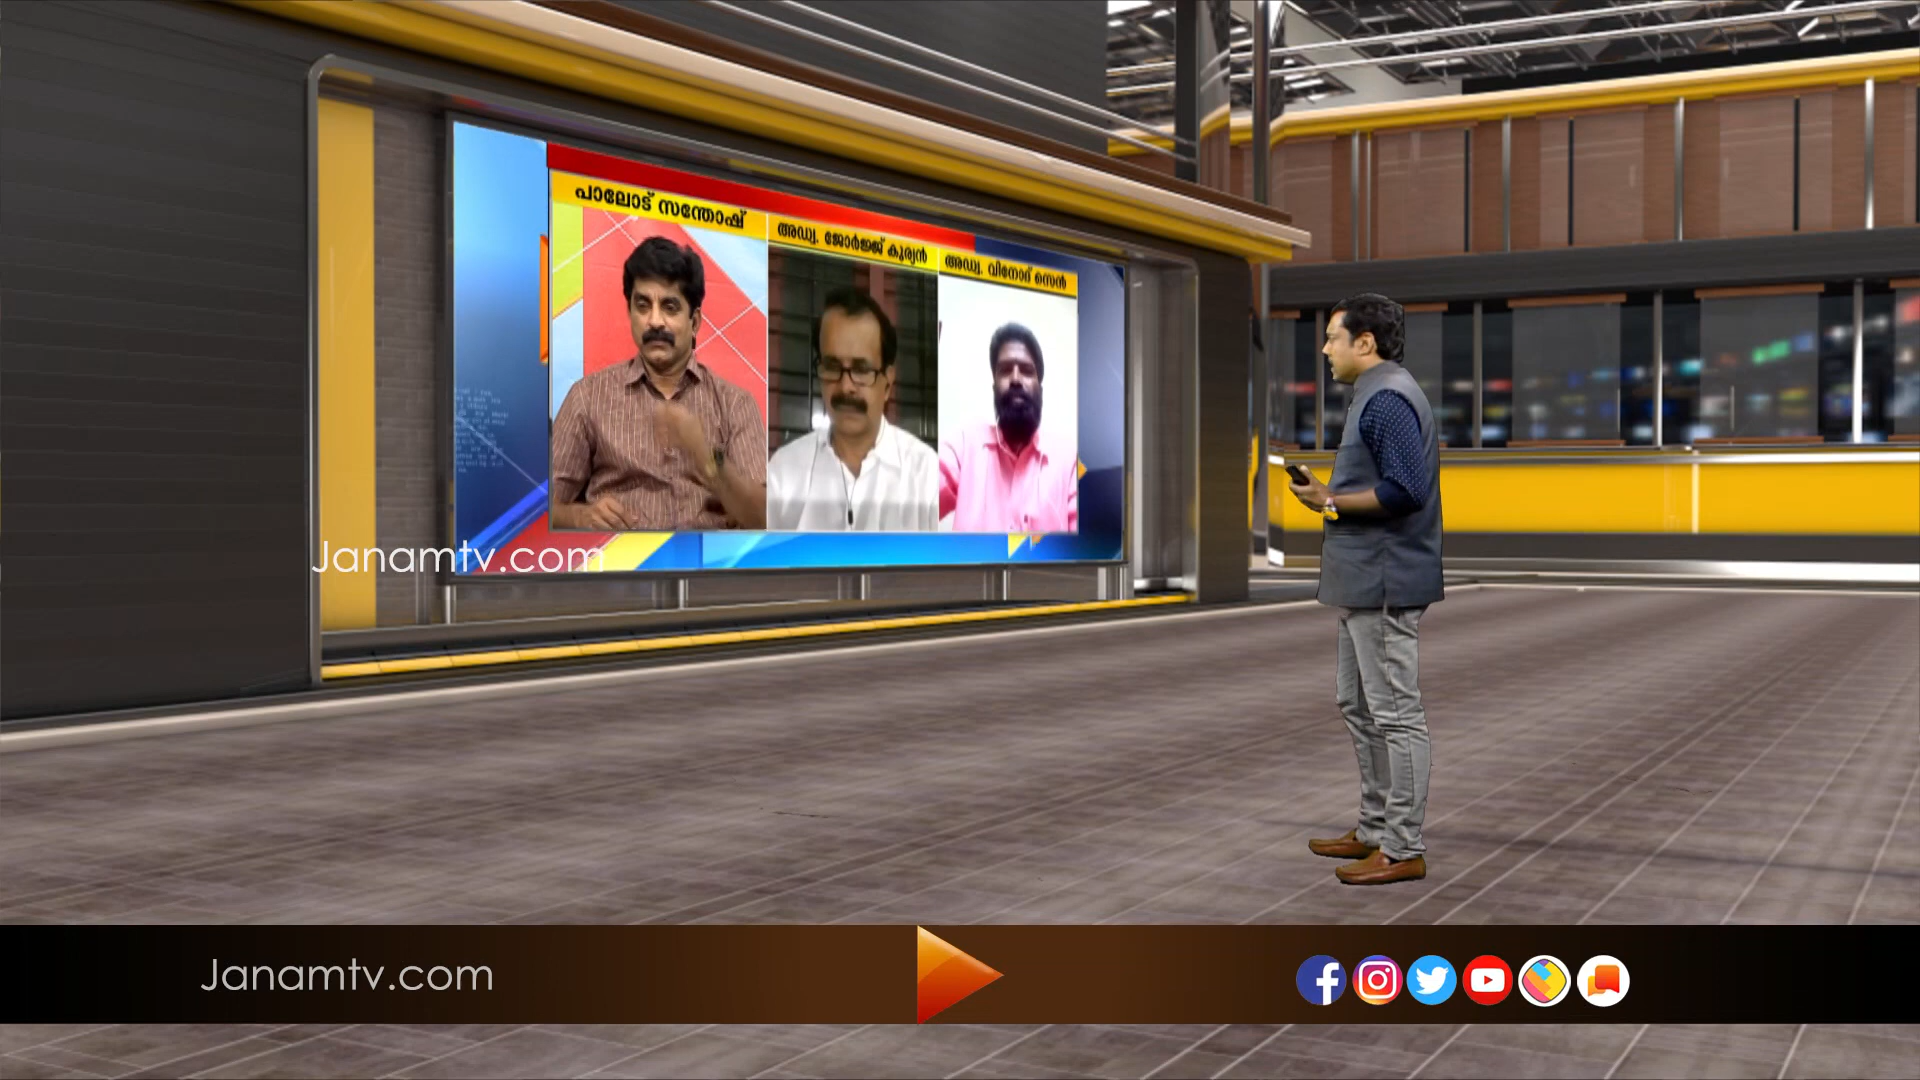 പാലോട് സന്തോഷ്
അഡ്വ. ജോർജ്ജ് കുര്യൻ
അഡ്വ. വിനോദ് സെൻ
Janamtv.com
Janamtv.com